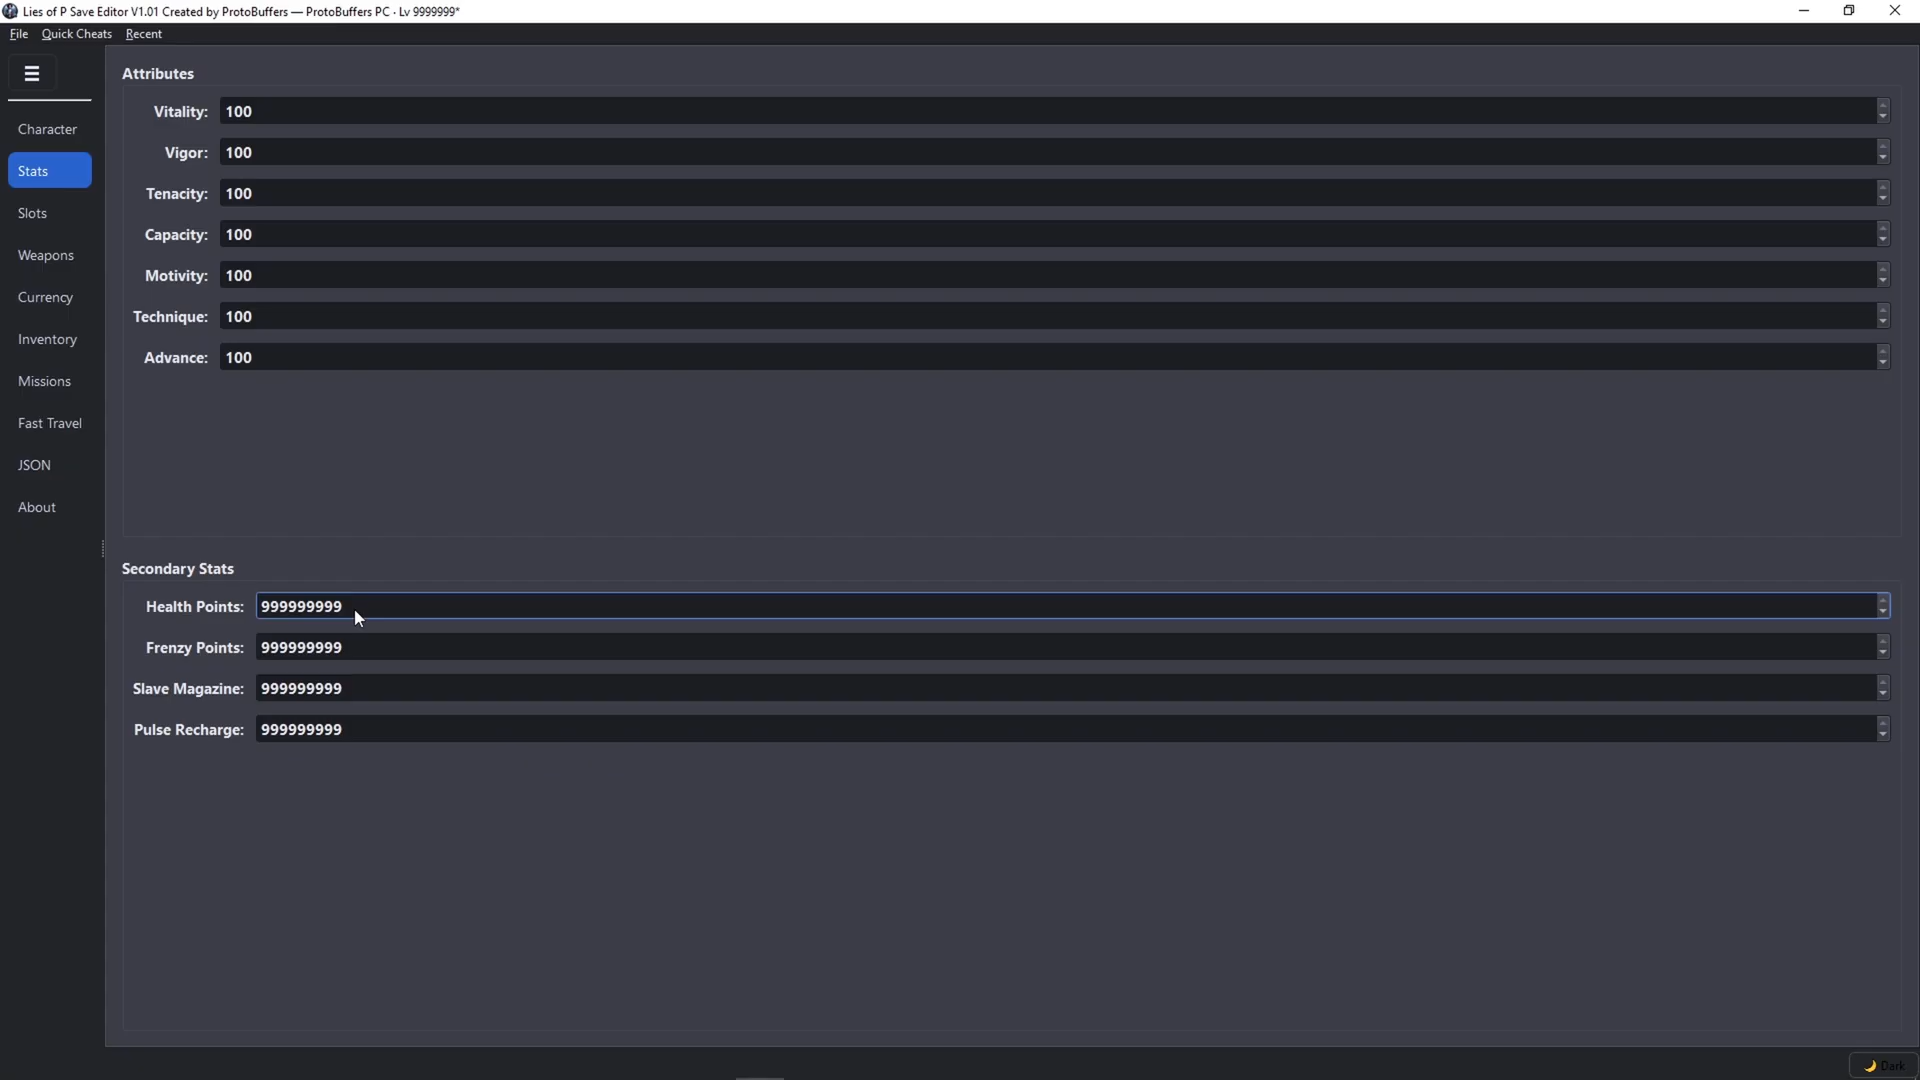 Lies of P Save Editor V1.01 Created by ProtoBuffers — ProtoBuffers PC · Lv 9999999*
File Quick Cheats Recent
☰
Character
Stats
Slots
Weapons
Currency
Inventory
Missions
Fast Travel
JSON
About
Attributes
Vitality: 100
Vigor: 100
Tenacity: 100
Capacity: 100
Motivity: 100
Technique: 100
Advance: 100
Secondary Stats
Health Points: 999999999
Frenzy Points: 999999999
Slave Magazine: 999999999
Pulse Recharge: 999999999
🌙 Dark